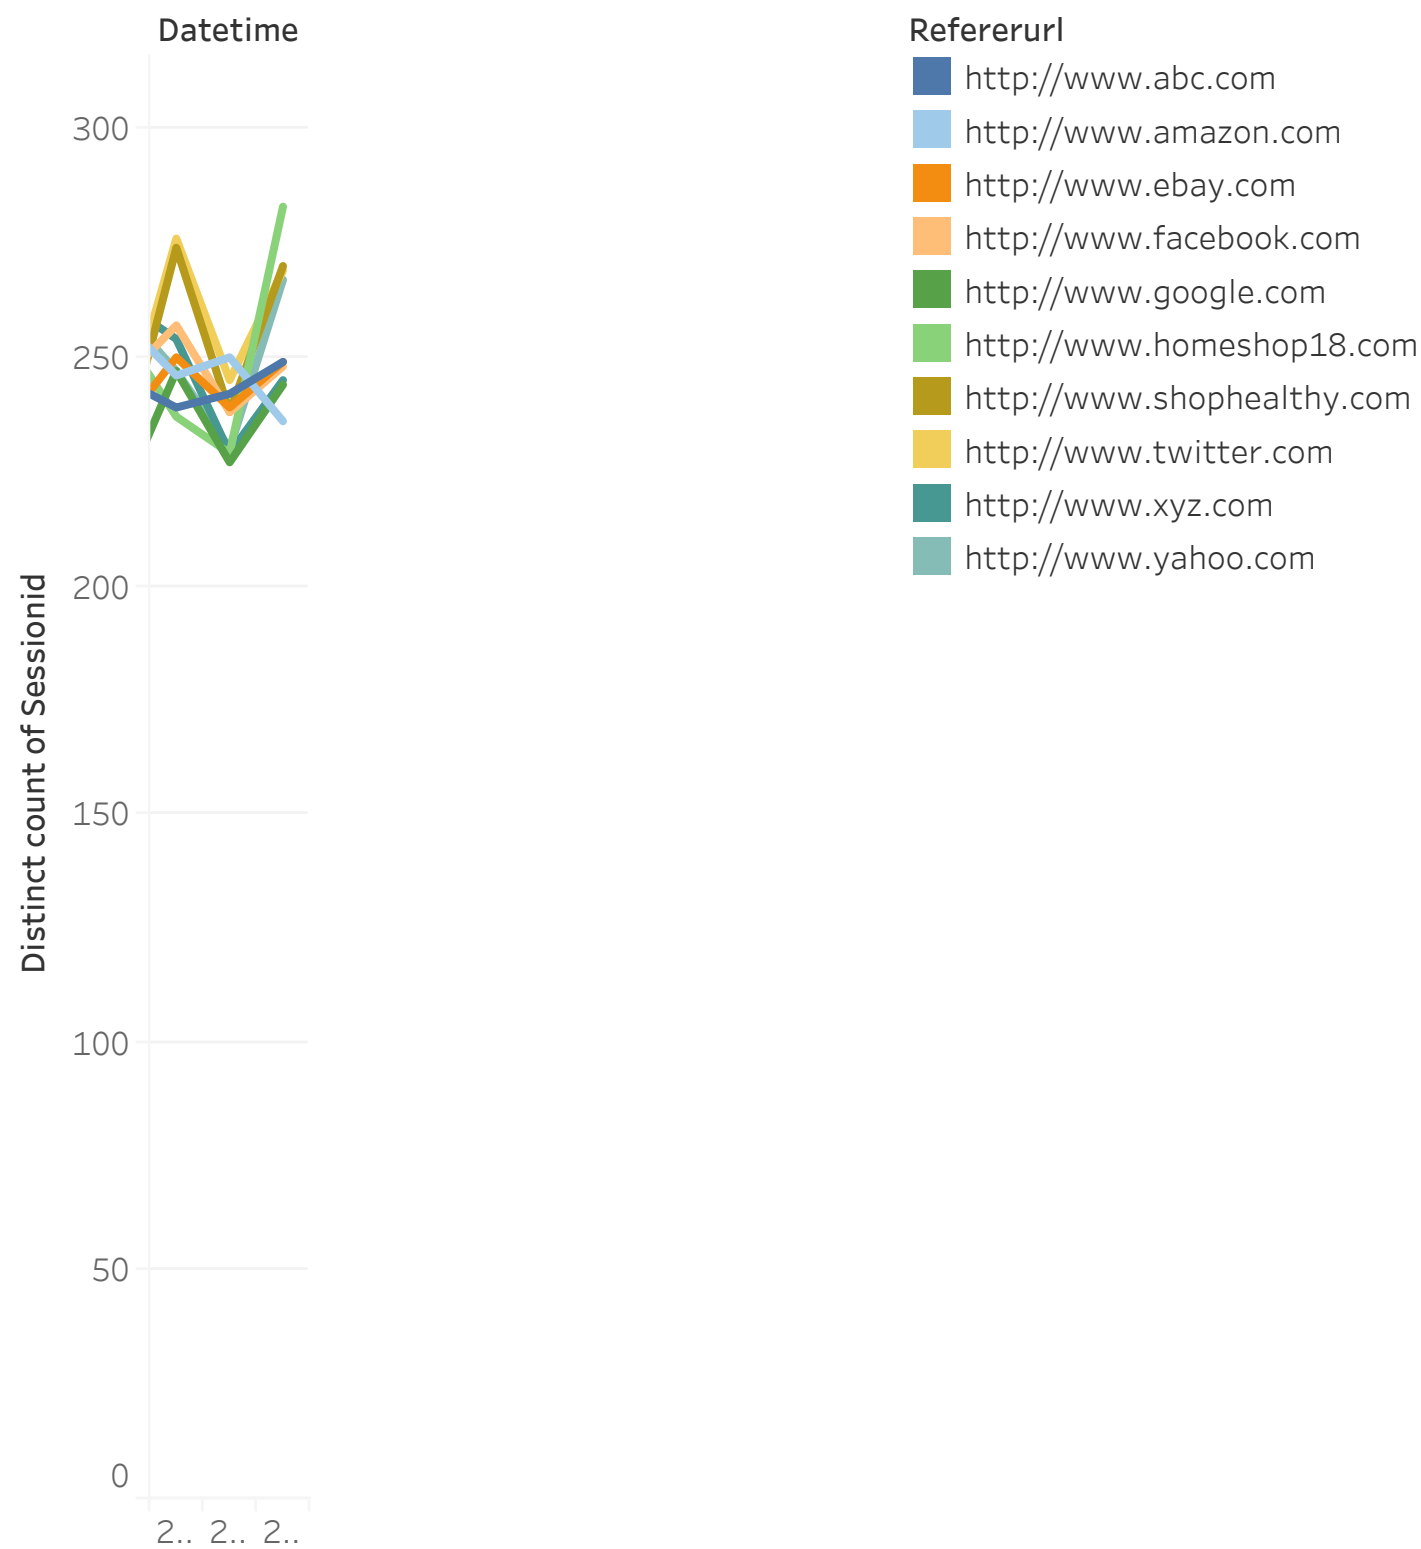 Datetime
300
250
200
150
100
50
0
Distinct count of Sessionid
2.. 2.. 2..
Refererurl
http://www.abc.com
http://www.amazon.com
http://www.ebay.com
http://www.facebook.com
http://www.google.com
http://www.homeshop18.com
http://www.shophealthy.com
http://www.twitter.com
http://www.xyz.com
http://www.yahoo.com